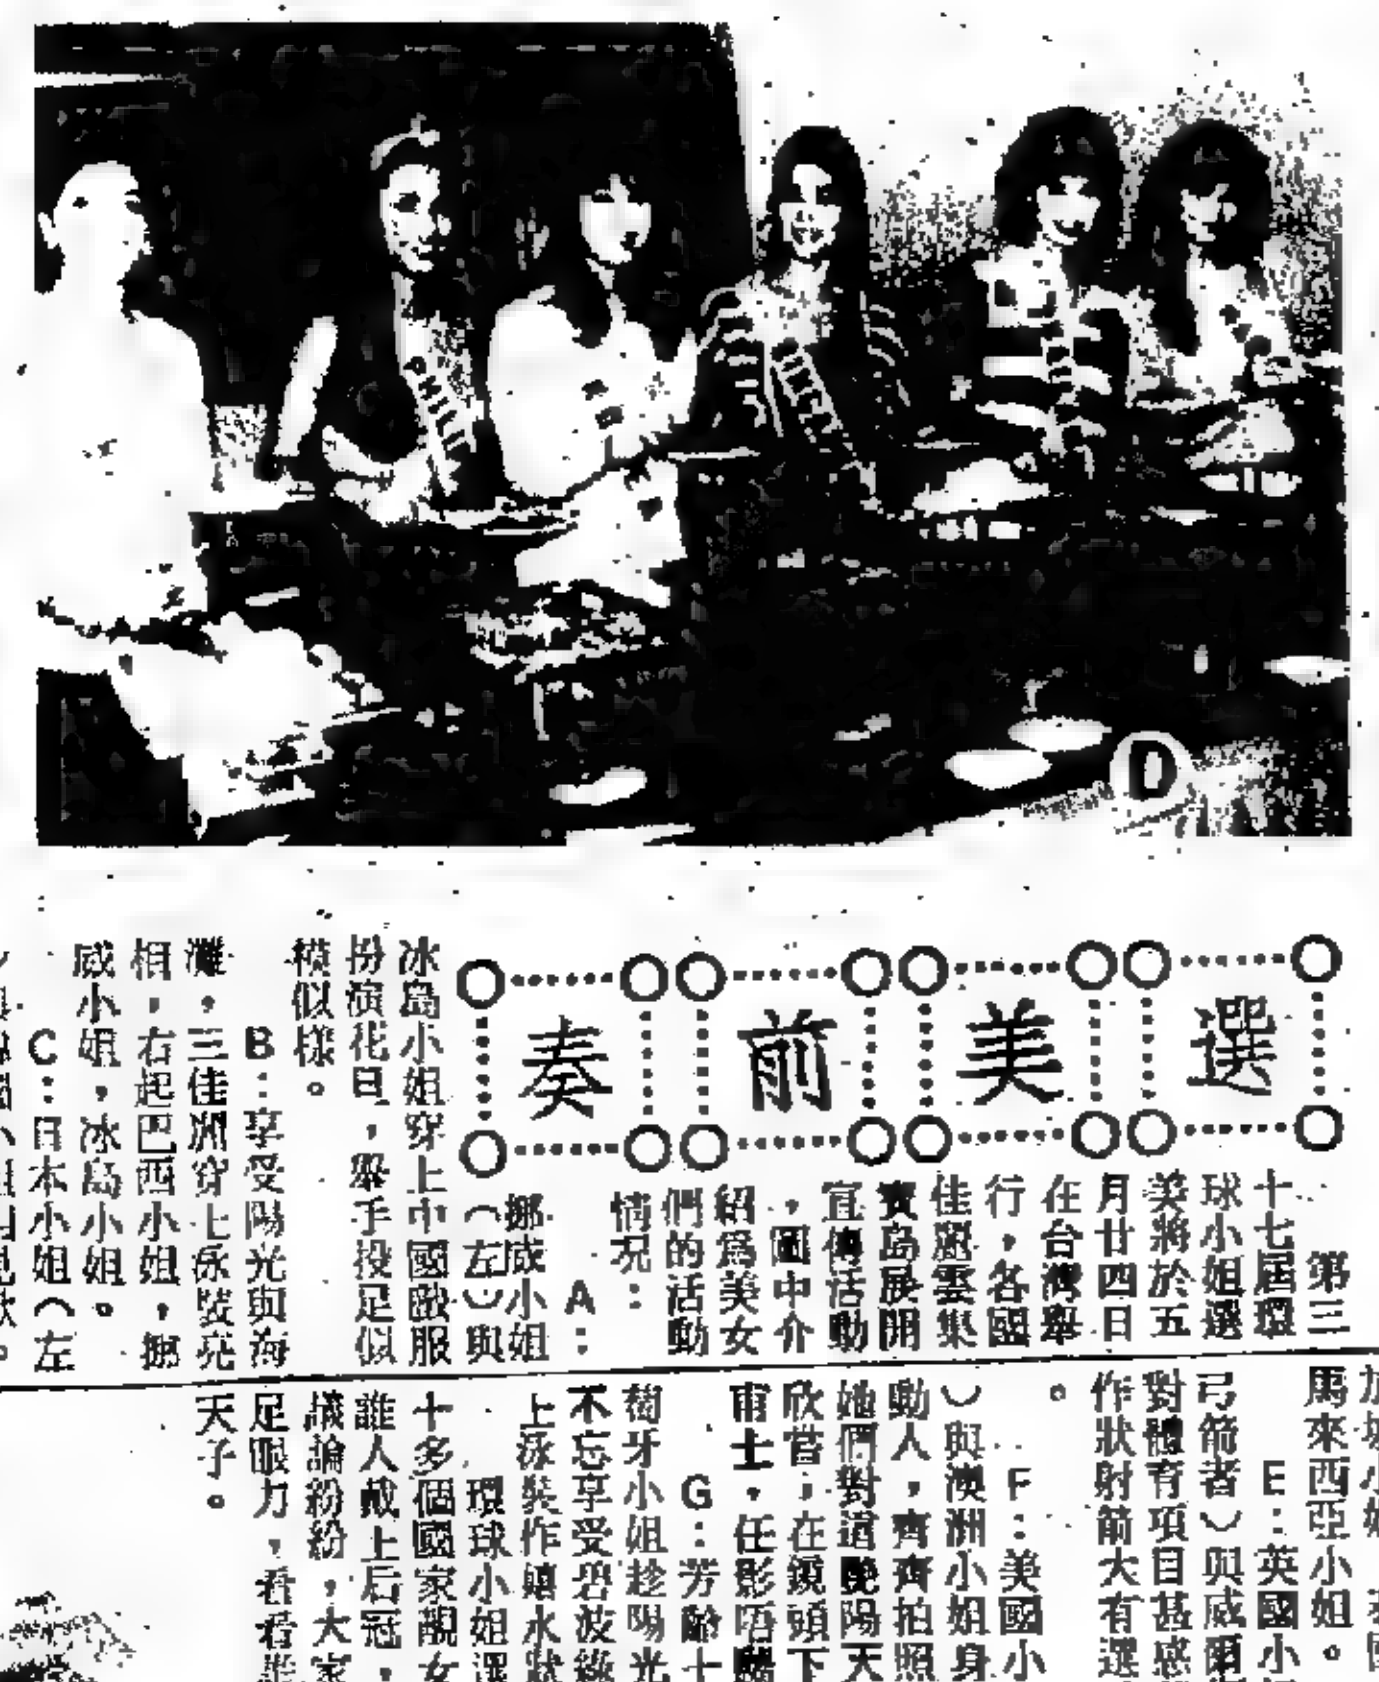 PHILI
D
選美前奏
第三
十七屆環
球小姐選
美將於五
月廿四日
在台灣舉
行，各國
佳麗雲集
寶島展開
宣傳活動
，圖中介
紹爲美女
們的活動
情况：
A：
挪威小姐
（左）與
冰島小姐穿上中國戲服
扮演花旦，舉手投足似
模似樣。
B：享受陽光與海
灘，三佳洲穿上泳裝亮
相，右起巴西小姐，挪
威小姐，冰島小姐。
C：日本小姐（左
馬來西亞小姐。
E：英國小
弓箭者）與威爾
對體育項目甚感
作狀射箭大有選
。
F：美國小
）與澳洲小姐身
動人，齊齊拍照
她們對這艷陽天
欣嘗；在鏡頭下
甫士，任影唔
G：芳齡十
萄牙小姐趁陽光
不忘享受碧波綠
上泳裝作嬉水狀
環球小姐選
十多個國家靚女
誰人戴上后冠，
議論紛紛，大家
足眼力，看看誰
天子。